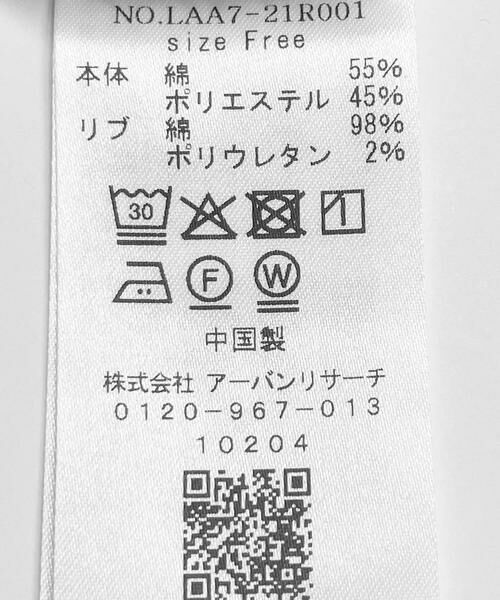 NO.LAA7-21R001
size Free
本体 綿 55%
ポリエステル 45%
リブ 綿 98%
ポリウレタン 2%
30
F W
中国製
株式会社 アーバンリサーチ
0120-967-013
10204